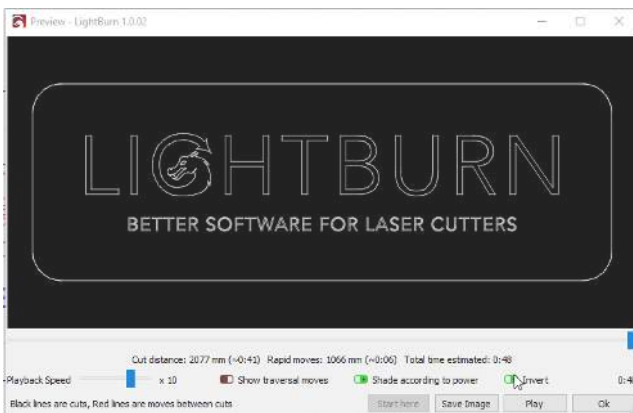 Preview - LightBurn 1.0.02
LIGHTBURN
BETTER SOFTWARE FOR LASER CUTTERS
Cut distance: 2077 mm (~0:41) Rapid moves: 1066 mm (~0:06) Total time estimated: 0:48
Playback Speed x 10 Show traversal moves Shade according to power Invert
Black lines are cuts, Red lines are moves between cuts Start here Save Image Play Ok